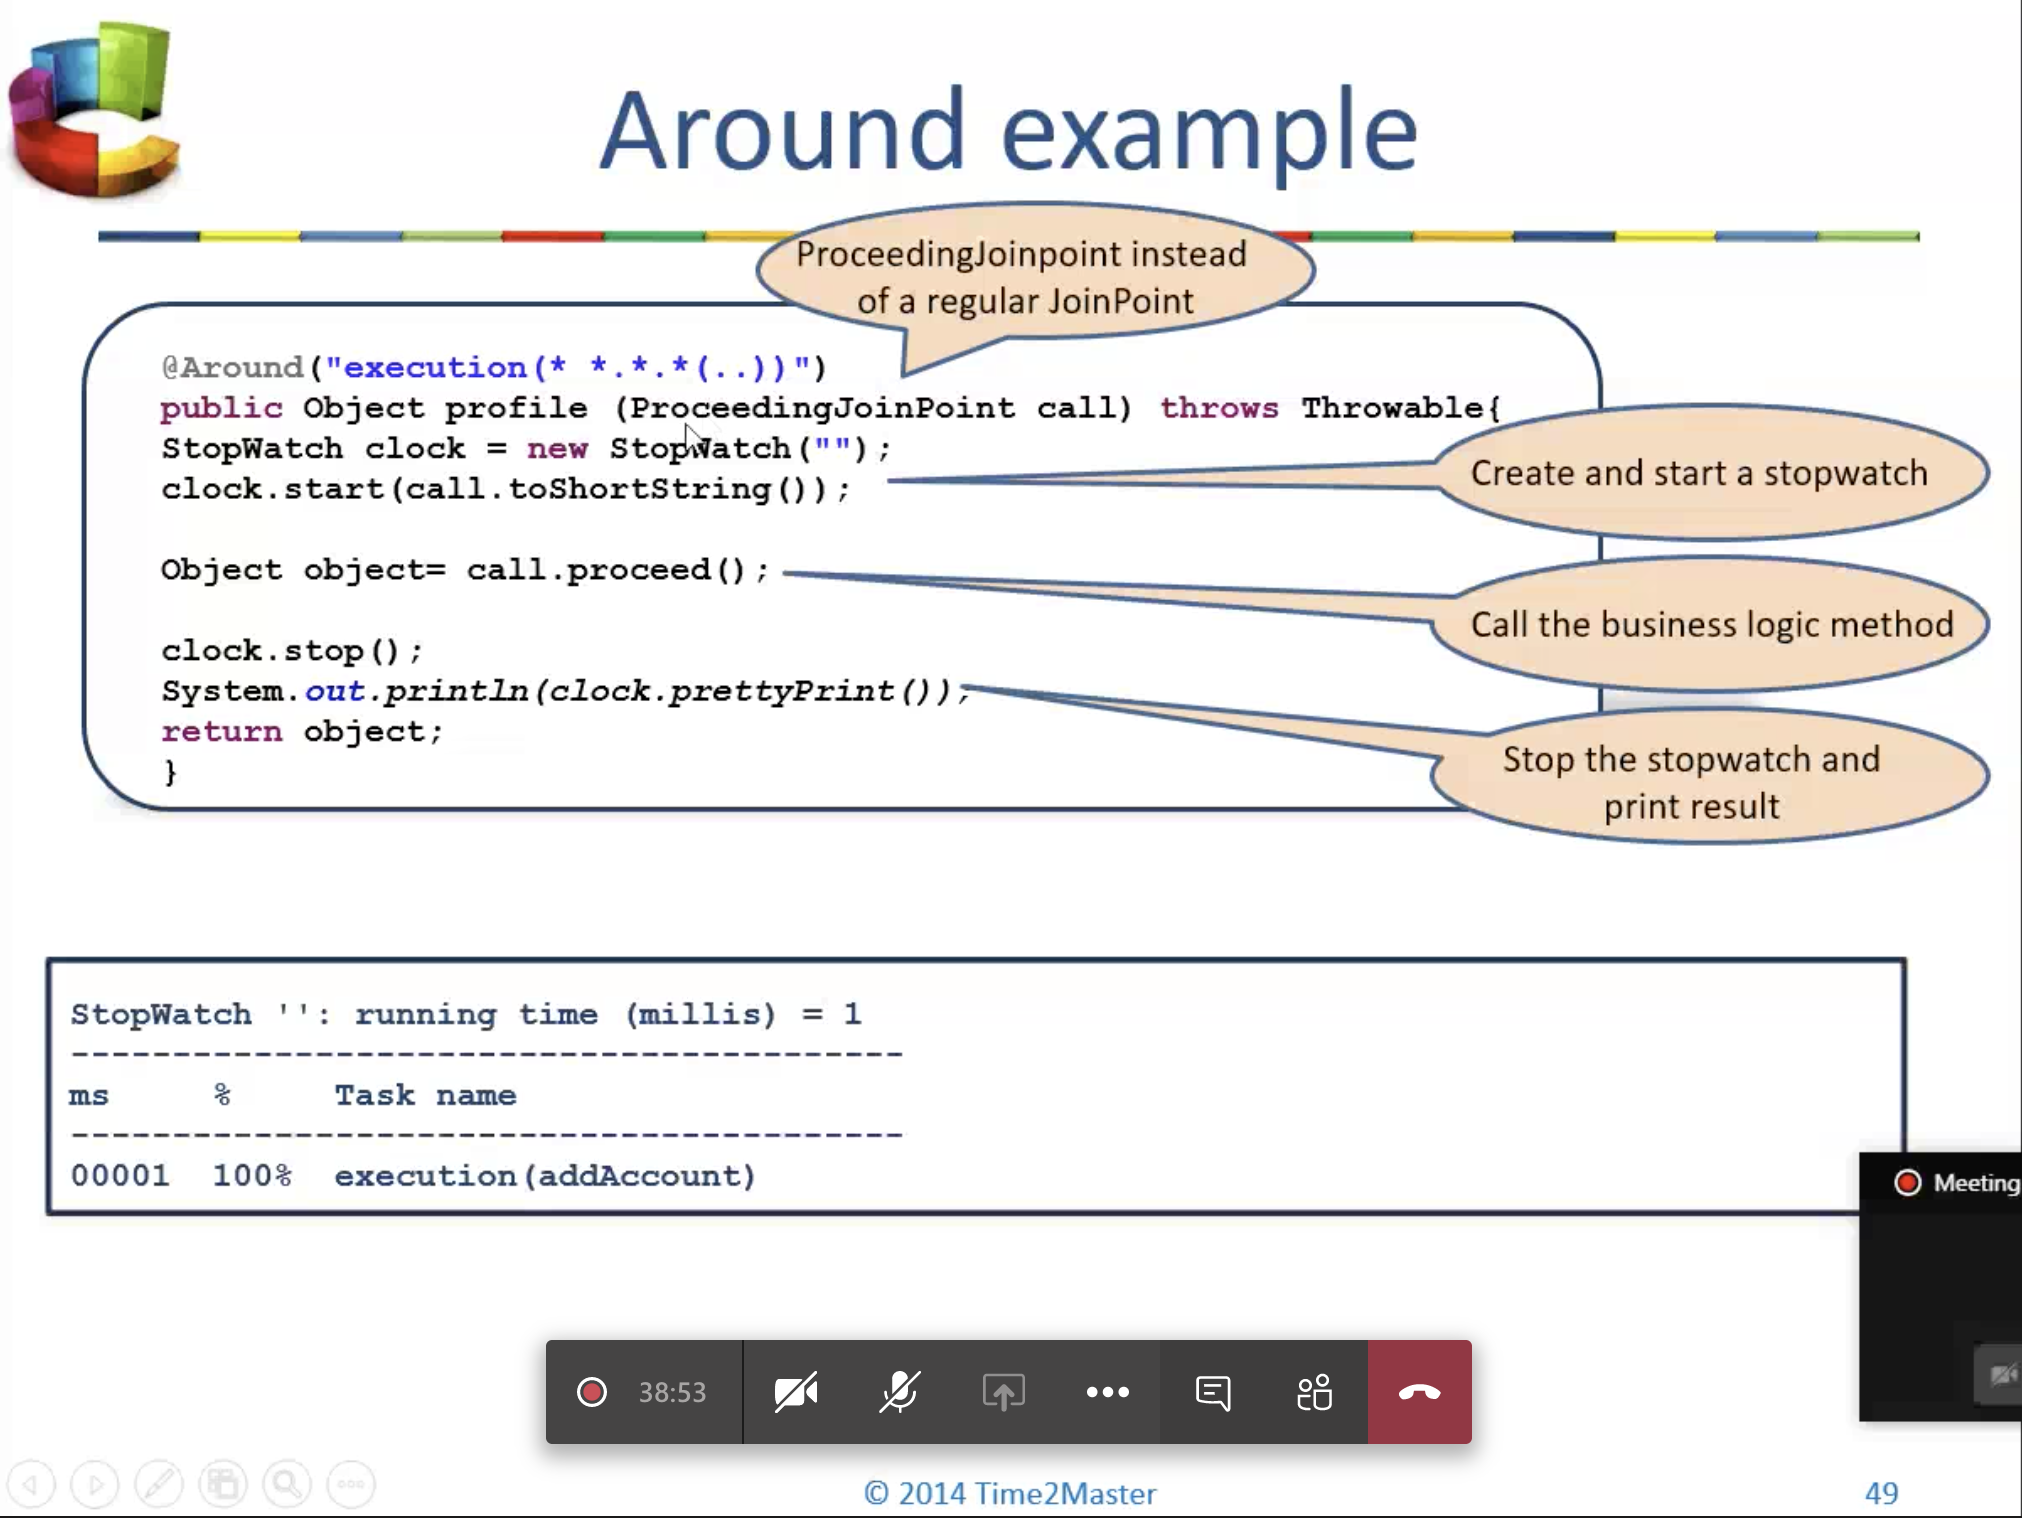 Around example
ProceedingJoinpoint instead
of a regular JoinPoint
@Around("execution(* *.*.*(..))")
public Object profile (ProceedingJoinPoint call) throws Throwable{
StopWatch clock = new StopWatch("");
clock.start(call.toShortString());
Create and start a stopwatch
Object object= call.proceed();
Call the business logic method
clock.stop();
System.out.println(clock.prettyPrint());
return object;
}
Stop the stopwatch and
print result
StopWatch '': running time (millis) = 1
-----------------------------------------
ms % Task name
-----------------------------------------
00001 100% execution(addAccount)
Meeting
38:53
© 2014 Time2Master
49